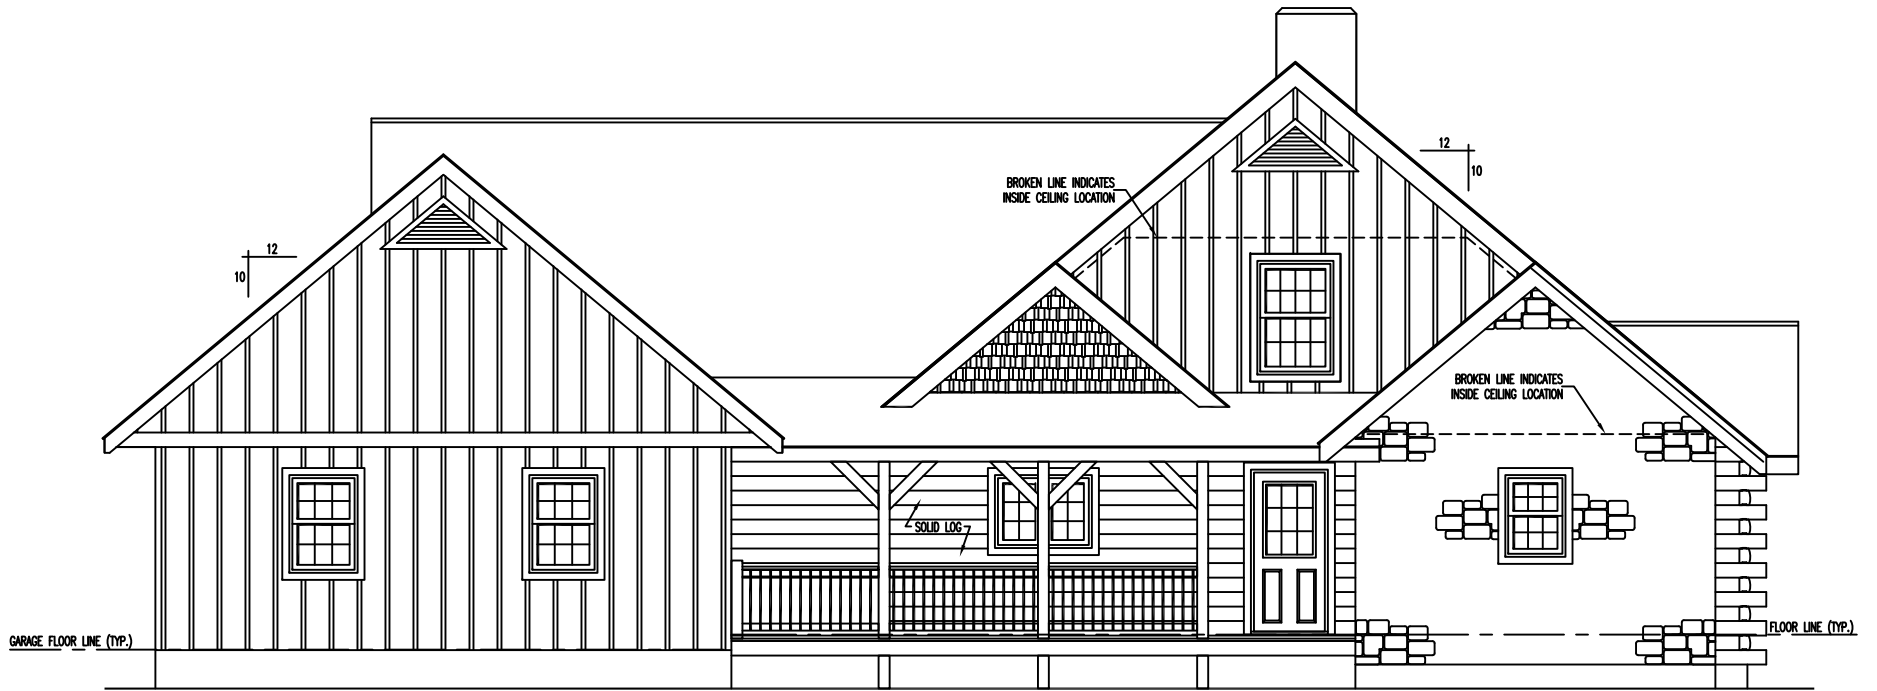 12
10
BROKEN LINE INDICATES
INSIDE CEILING LOCATION
12
10
BROKEN LINE INDICATES
INSIDE CEILING LOCATION
SOLID LOG
GARAGE FLOOR LINE (TYP.)
FLOOR LINE (TYP.)